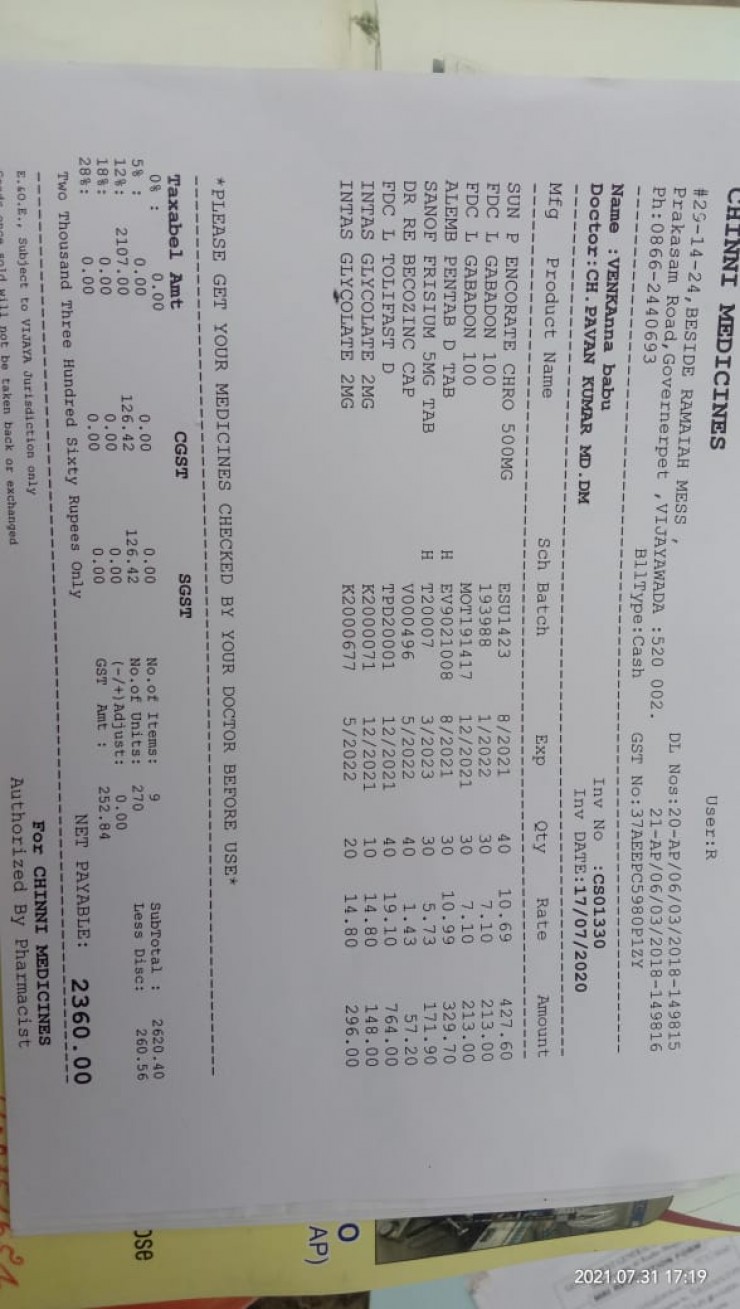 CHINNI MEDICINES
User:R
#29-14-24,BESIDE RAMAIAH MESS , DL Nos:20-AP/06/03/2018-149815
Prakasam Road,Governerpet ,VIJAYAWADA :520 002. 21-AP/06/03/2018-149816
Ph:0866-2440693 BllType:Cash GST No:37AEEPC5980P1ZY
Name :VENKAnna babu Inv No :CS01330
Doctor:CH.PAVAN KUMAR MD.DM Inv DATE:17/07/2020
Mfg Product Name Sch Batch Exp Qty Rate Amount
SUN P ENCORATE CHRO 500MG ESU1423 8/2021 40 10.69 427.60
FDC L GABADON 100 193988 1/2022 30 7.10 213.00
FDC L GABADON 100 MOT191417 12/2021 30 7.10 213.00
ALEMB PENTAB D TAB H EV9021008 8/2021 30 10.99 329.70
SANOF FRISIUM 5MG TAB H T20007 3/2023 30 5.73 171.90
DR RE BECOZINC CAP V000496 5/2022 40 1.43 57.20
FDC L TOLIFAST D TPD20001 12/2021 40 19.10 764.00
INTAS GLYCOLATE 2MG K2000071 12/2021 10 14.80 148.00
INTAS GLYCOLATE 2MG K2000677 5/2022 20 14.80 296.00
*PLEASE GET YOUR MEDICINES CHECKED BY YOUR DOCTOR BEFORE USE*
Taxabel Amt CGST SGST
0% : 0.00 0.00 0.00 No.of Items: 9 SubTotal : 2620.40
5% : 0.00 No.of Units: 270 Less Disc: 260.56
12%: 2107.00 126.42 126.42 (-/+)Adjust: 0.00
18%: 0.00 0.00 0.00 GST Amt : 252.84
28%: 0.00 0.00 0.00
NET PAYABLE: 2360.00
Two Thousand Three Hundred Sixty Rupees Only
For CHINNI MEDICINES
E.&O.E., Subject to VIJAYA Jurisdiction only
Authorized By Pharmacist
Goods once sold will not be taken back or exchanged
O
AP)
ose
2021.07.31 17:19